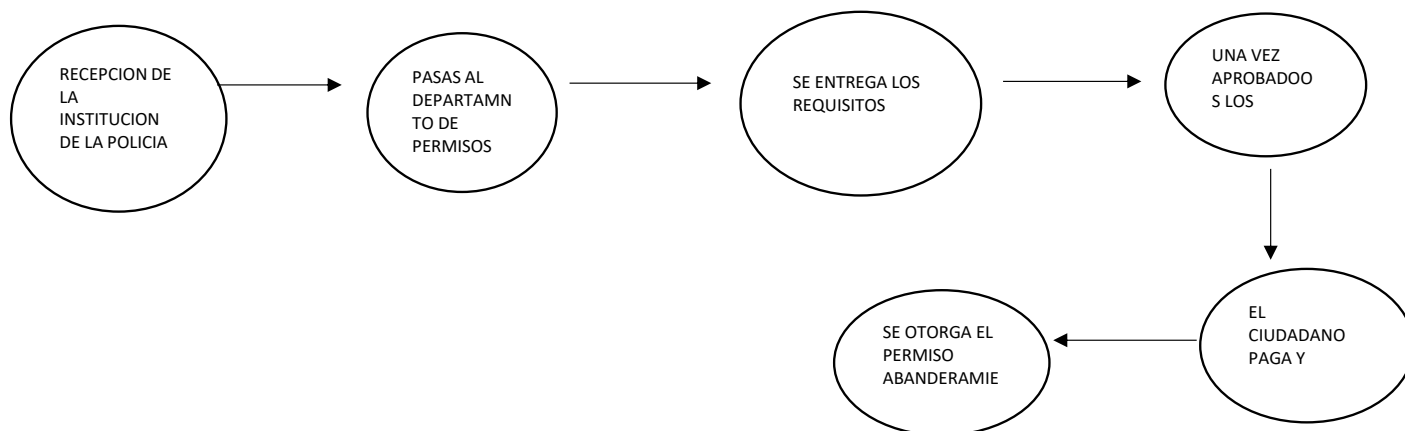 RECEPCION DE
LA
INSTITUCION
DE LA POLICIA
PASAS AL
DEPARTAMN
TO DE
PERMISOS
SE ENTREGA LOS
REQUISITOS
UNA VEZ
APROBADOO
S LOS
EL
CIUDADANO
PAGA Y
SE OTORGA EL
PERMISO
ABANDERAMIE